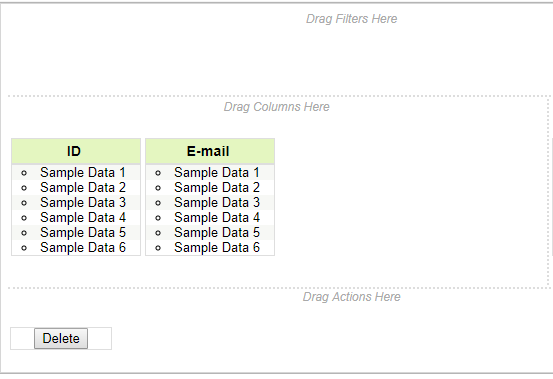 Drag Filters Here
Drag Columns Here
ID E-mail
Sample Data 1 Sample Data 1
Sample Data 2 Sample Data 2
Sample Data 3 Sample Data 3
Sample Data 4 Sample Data 4
Sample Data 5 Sample Data 5
Sample Data 6 Sample Data 6
Drag Actions Here
Delete